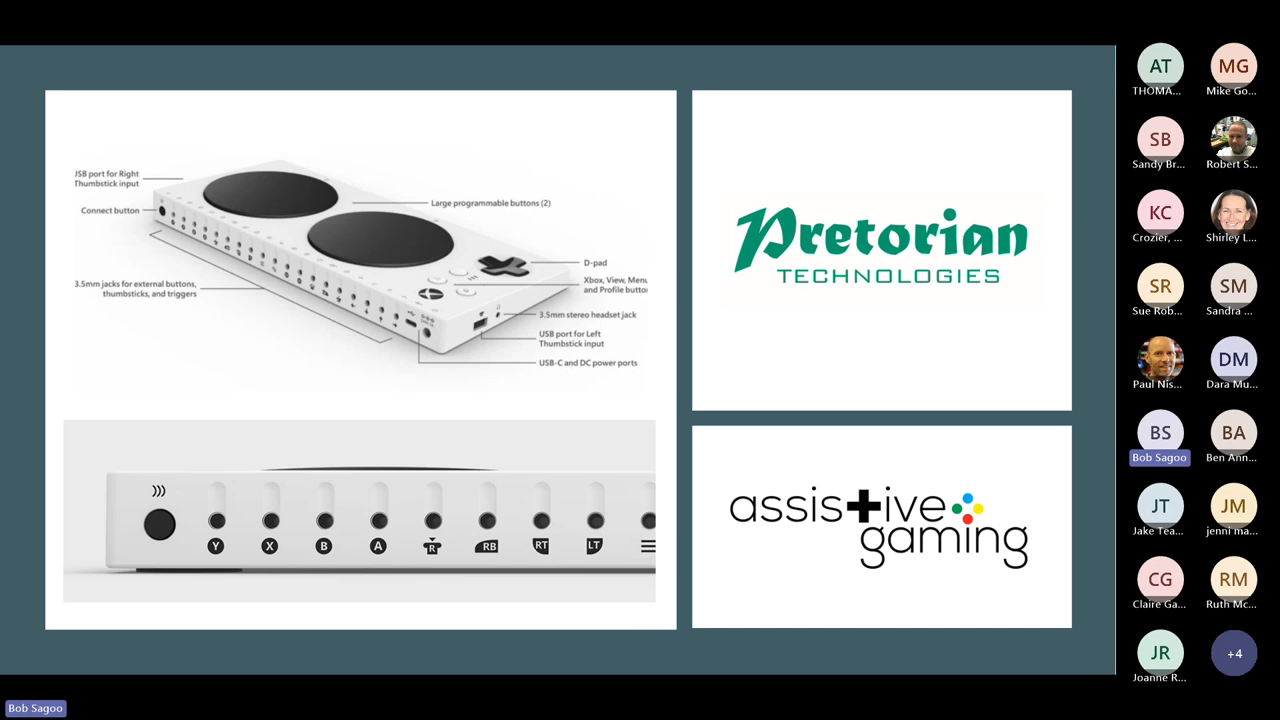 JSB port for Right
Thumbstick input
Connect button
Large programmable buttons (2)
D-pad
Xbox, View, Menu
and Profile butto
3.5mm jacks for external buttons,
thumbsticks, and triggers
3.5mm stereo headset jack
USB port for Left
Thumbstick input
USB-C and DC power ports
Y X B A R RB RT LT
Pretorian
TECHNOLOGIES
assistive
gaming
AT MG
THOMA... Mike Go...
SB
Sandy Br... Robert S...
KC
Crozier, ... Shirley L...
SR SM
Sue Rob... Sandra ...
DM
Paul Nis... Dara Mu...
BS BA
Bob Sagoo Ben Ann...
JT JM
Jake Tea... jenni ma...
CG RM
Claire Ga... Ruth Mc...
JR +4
Joanne R...
Bob Sagoo